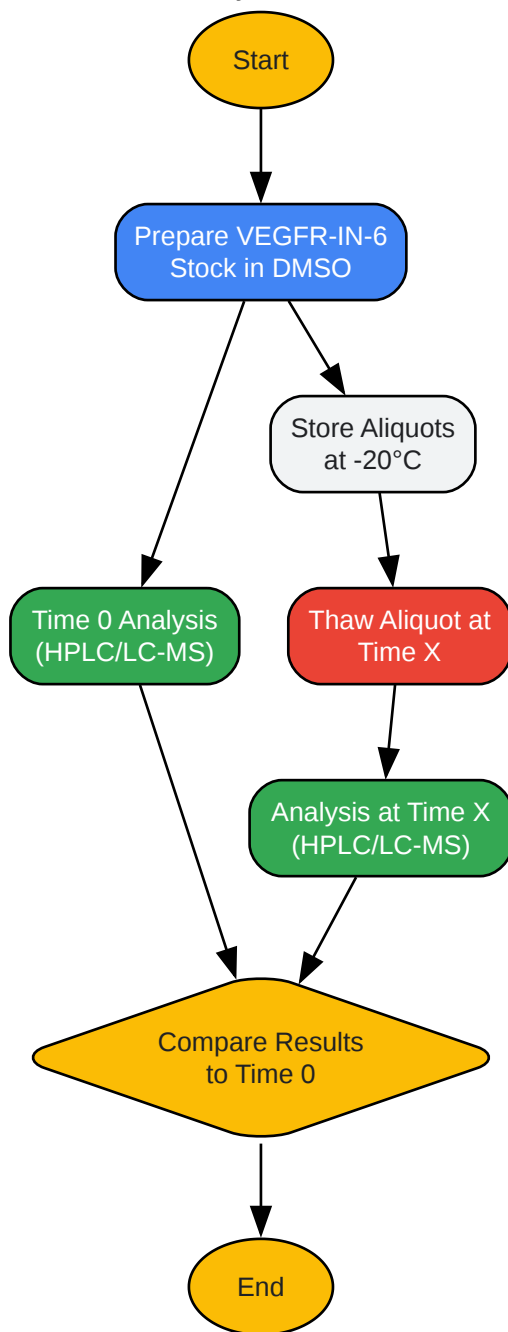 Start
Prepare VEGFR-IN-6
Stock in DMSO
Store Aliquots
at -20°C
Time 0 Analysis
(HPLC/LC-MS)
Thaw Aliquot at
Time X
Analysis at Time X
(HPLC/LC-MS)
Compare Results
to Time 0
End